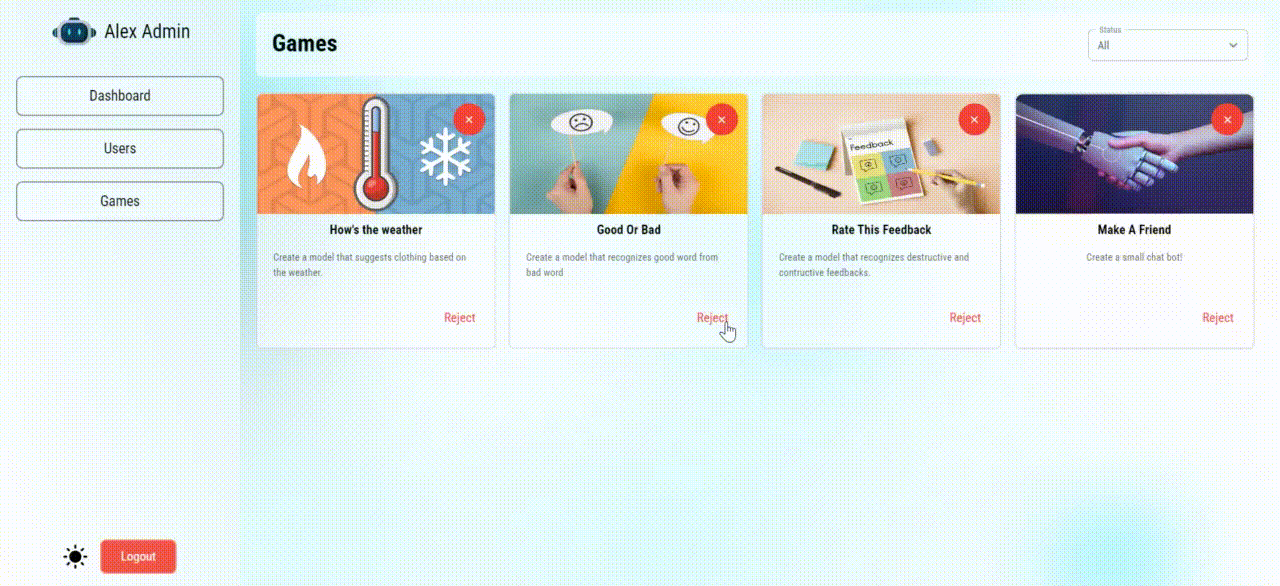 Alex Admin
Dashboard
Users
Games
Logout
Games
Status
All
How's the weather
Create a model that suggests clothing based on
the weather.
Reject
Good Or Bad
Create a model that recognizes good word from
bad word
Reject
Feedback
Rate This Feedback
Create a model that recognizes destructive and
contructive feedbacks.
Reject
Make A Friend
Create a small chat bot!
Reject